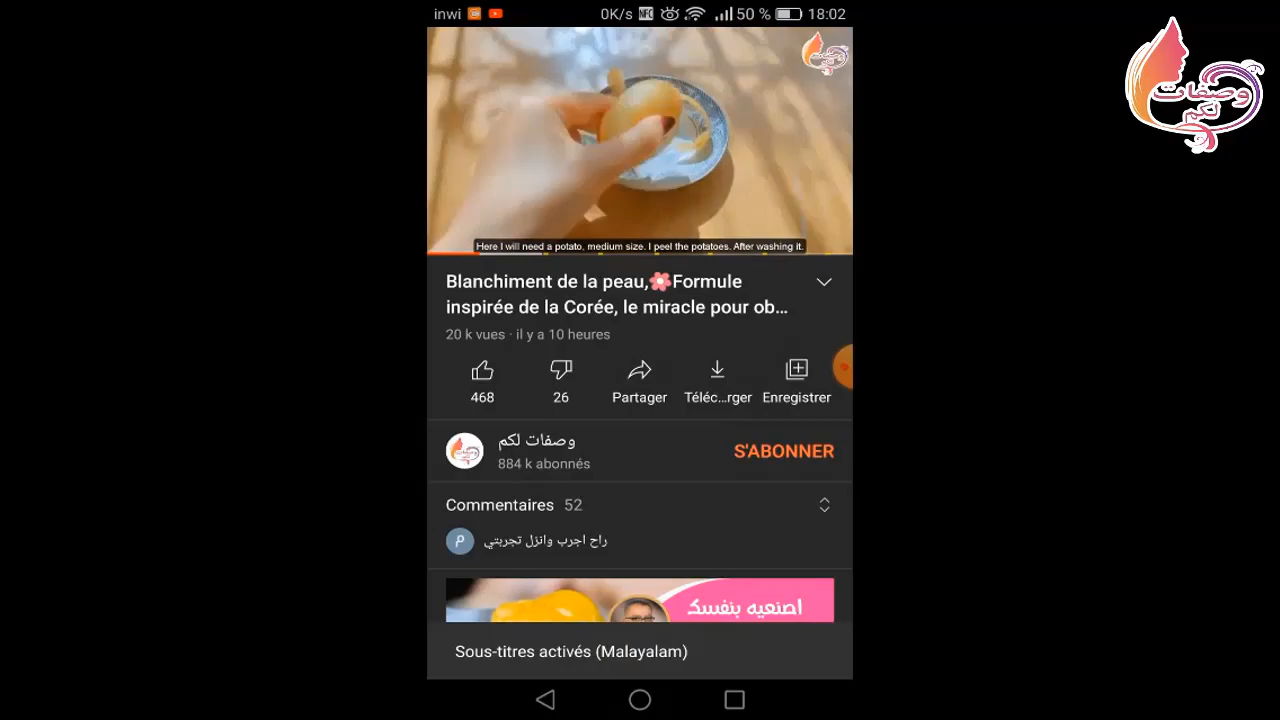 inwi 0K/s NFC 50 % 18:02
وصفات
لكم
وصفات
لكم
Here I will need a potato, medium size. I peel the potatoes. After washing it.
Blanchiment de la peau,🌸Formule
inspirée de la Corée, le miracle pour ob…
20 k vues · il y a 10 heures
468 26 Partager Téléc…rger Enregistrer
وصفات لكم
884 k abonnés
S'ABONNER
Commentaires 52
م راح اجرب وانزل تجربتي
اصنعيه بنفسك
Sous-titres activés (Malayalam)